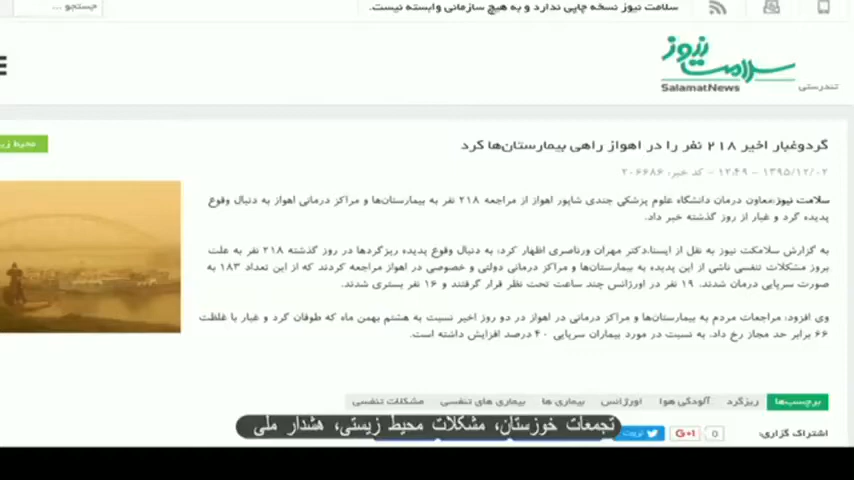 سلامت نیوز نسخه چاپی ندارد و به هیچ سازمانی وابسته نیست.
جستجو ...
سلامت نیوز
SalamatNews
تندرستی
گردوغبار اخیر ۲۱۸ نفر را در اهواز راهی بیمارستان‌ها کرد
محیط زی
۱۳۹۵/۱۲/۰۲ - ۱۲:۴۹ - کد خبر: ۲۰۶۶۸۶
سلامت نیوز:معاون درمان دانشگاه علوم پزشکی جندی شاپور اهواز از مراجعه ۲۱۸ نفر به بیمارستان‌ها و مراکز درمانی اهواز به دنبال وقوع
پدیده گرد و غبار از روز گذشته خبر داد.
به گزارش سلامکت نیوز به نقل از ایسنا،دکتر مهران ورناصری اظهار کرد: به دنبال وقوع پدیده ریزگردها در روز گذشته ۲۱۸ نفر به علت
بروز مشکلات تنفسی ناشی از این پدیده به بیمارستان‌ها و مراکز درمانی دولتی و خصوصی در اهواز مراجعه کردند که از این تعداد ۱۸۳ به
صورت سرپایی درمان شدند. ۱۹ نفر در اورژانس چند ساعت تحت نظر قرار گرفتند و ۱۶ نفر بستری شدند.
وی افزود: مراجعات مردم به بیمارستان‌ها و مراکز درمانی در اهواز در دو روز اخیر نسبت به هشتم بهمن ماه که طوفان گرد و غبار با غلظت
۶۶ برابر حد مجاز رخ داد، به نسبت در مورد بیماران سرپایی ۴۰ درصد افزایش داشته است.
برچسب‌ها ریزگرد آلودگی هوا اورژانس بیماری ها بیماری های تنفسی مشکلات تنفسی
تجمعات خوزستان، مشکلات محیط زیستی، هشدار ملی
اشتراک گزاری: 0 G+1 توییت